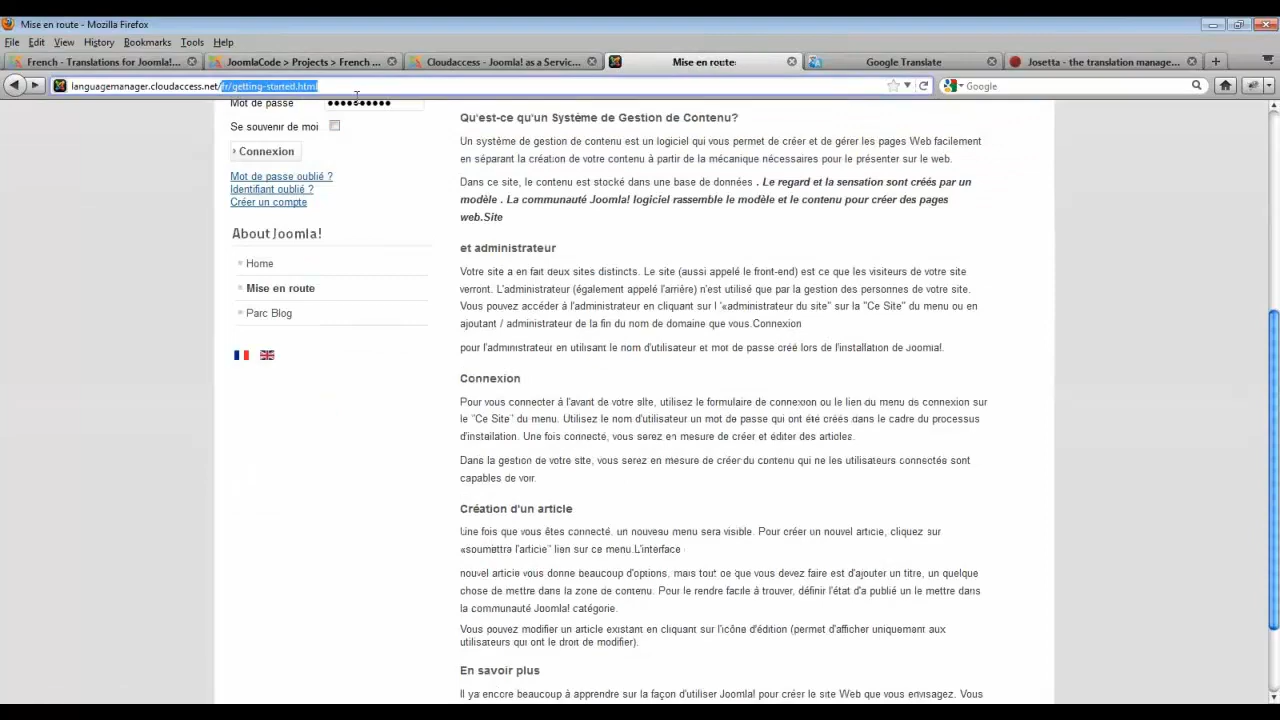 Mise en route - Mozilla Firefox
File Edit View History Bookmarks Tools Help
French - Translations for Joomla!... JoomlaCode > Projects > French ... Cloudaccess - Joomla! as a Servic... Mise en route Google Translate Josetta - the translation manage...
languagemanager.cloudaccess.net/fr/getting-started.html
Google
Mot de passe
Se souvenir de moi
Connexion
Mot de passe oublié ?
Identifiant oublié ?
Créer un compte
About Joomla!
Home
Mise en route
Parc Blog
Qu'est-ce qu'un Système de Gestion de Contenu?
Un système de gestion de contenu est un logiciel qui vous permet de créer et de gérer les pages Web facilement
en séparant la création de votre contenu à partir de la mécanique nécessaires pour le présenter sur le web.
Dans ce site, le contenu est stocké dans une base de données . Le regard et la sensation sont créés par un
modèle . La communauté Joomla! logiciel rassemble le modèle et le contenu pour créer des pages
web.Site
et administrateur
Votre site a en fait deux sites distincts. Le site (aussi appelé le front-end) est ce que les visiteurs de votre site
verront. L'administrateur (également appelé l'arrière) n'est utilisé que par la gestion des personnes de votre site.
Vous pouvez accéder à l'administrateur en cliquant sur l '«administrateur du site" sur la "Ce Site" du menu ou en
ajoutant / administrateur de la fin du nom de domaine que vous.Connexion
pour l'administrateur en utilisant le nom d'utilisateur et mot de passe créé lors de l'installation de Joomla!.
Connexion
Pour vous connecter à l'avant de votre site, utilisez le formulaire de connexion ou le lien du menu de connexion sur
le "Ce Site" du menu. Utilisez le nom d'utilisateur un mot de passe qui ont été créés dans le cadre du processus
d'installation. Une fois connecté, vous serez en mesure de créer et éditer des articles.
Dans la gestion de votre site, vous serez en mesure de créer du contenu qui ne les utilisateurs connectés sont
capables de voir.
Création d'un article
Une fois que vous êtes connecté, un nouveau menu sera visible. Pour créer un nouvel article, cliquez sur
«soumettre l'article" lien sur ce menu.L'interface
nouvel article vous donne beaucoup d'options, mais tout ce que vous devez faire est d'ajouter un titre, un quelque
chose de mettre dans la zone de contenu. Pour le rendre facile à trouver, définir l'état d'a publié un le mettre dans
la communauté Joomla! catégorie.
Vous pouvez modifier un article existant en cliquant sur l'icône d'édition (permet d'afficher uniquement aux
utilisateurs qui ont le droit de modifier).
En savoir plus
Il ya encore beaucoup à apprendre sur la façon d'utiliser Joomla! pour créer le site Web que vous envisagez. Vous